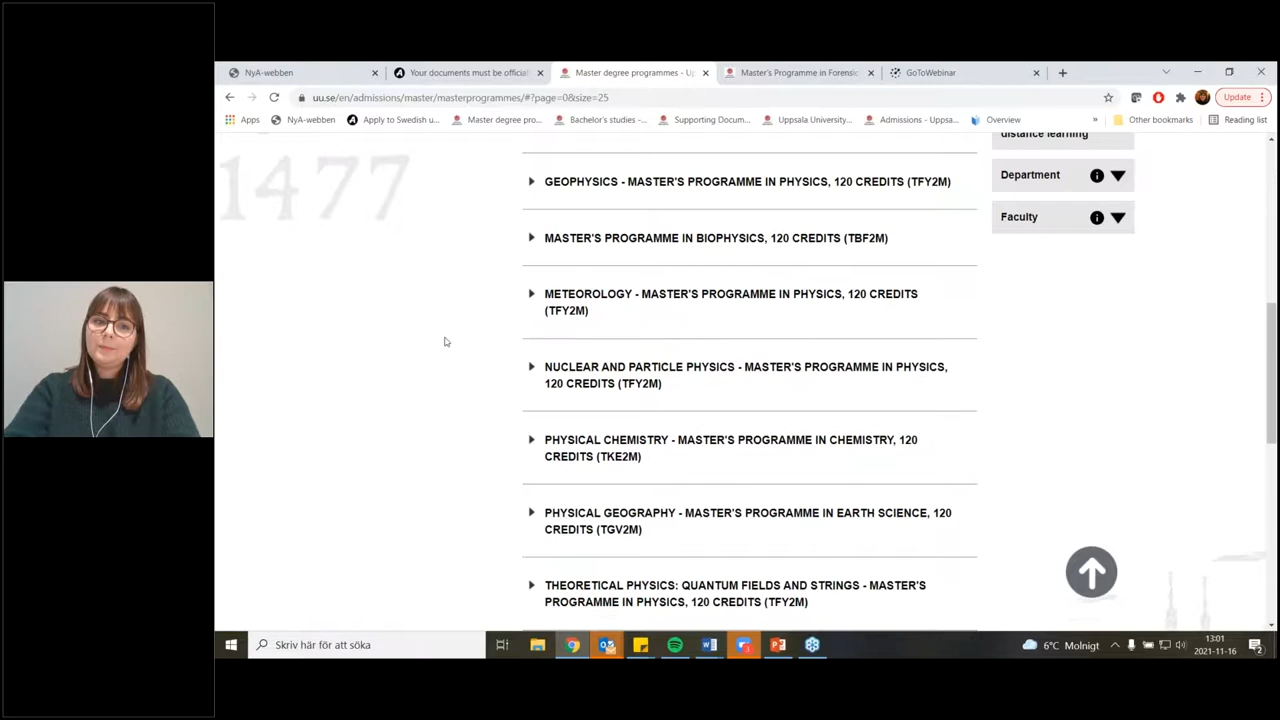 NyA-webben
Your documents must be official
Master degree programmes - Up
Master's Programme in Forensic
GoToWebinar
uu.se/en/admissions/master/masterprogrammes/#?page=0&size=25
Update
Apps
NyA-webben
Apply to Swedish u...
Master degree pro...
Bachelor's studies -...
Supporting Docum...
Uppsala University...
Admissions - Uppsa...
Overview
»
Other bookmarks
Reading list
distance learning
1477
Department
Faculty
GEOPHYSICS - MASTER'S PROGRAMME IN PHYSICS, 120 CREDITS (TFY2M)
MASTER'S PROGRAMME IN BIOPHYSICS, 120 CREDITS (TBF2M)
METEOROLOGY - MASTER'S PROGRAMME IN PHYSICS, 120 CREDITS
(TFY2M)
NUCLEAR AND PARTICLE PHYSICS - MASTER'S PROGRAMME IN PHYSICS,
120 CREDITS (TFY2M)
PHYSICAL CHEMISTRY - MASTER'S PROGRAMME IN CHEMISTRY, 120
CREDITS (TKE2M)
PHYSICAL GEOGRAPHY - MASTER'S PROGRAMME IN EARTH SCIENCE, 120
CREDITS (TGV2M)
THEORETICAL PHYSICS: QUANTUM FIELDS AND STRINGS - MASTER'S
PROGRAMME IN PHYSICS, 120 CREDITS (TFY2M)
Skriv här för att söka
6°C Molnigt
13:01
2021-11-16
2